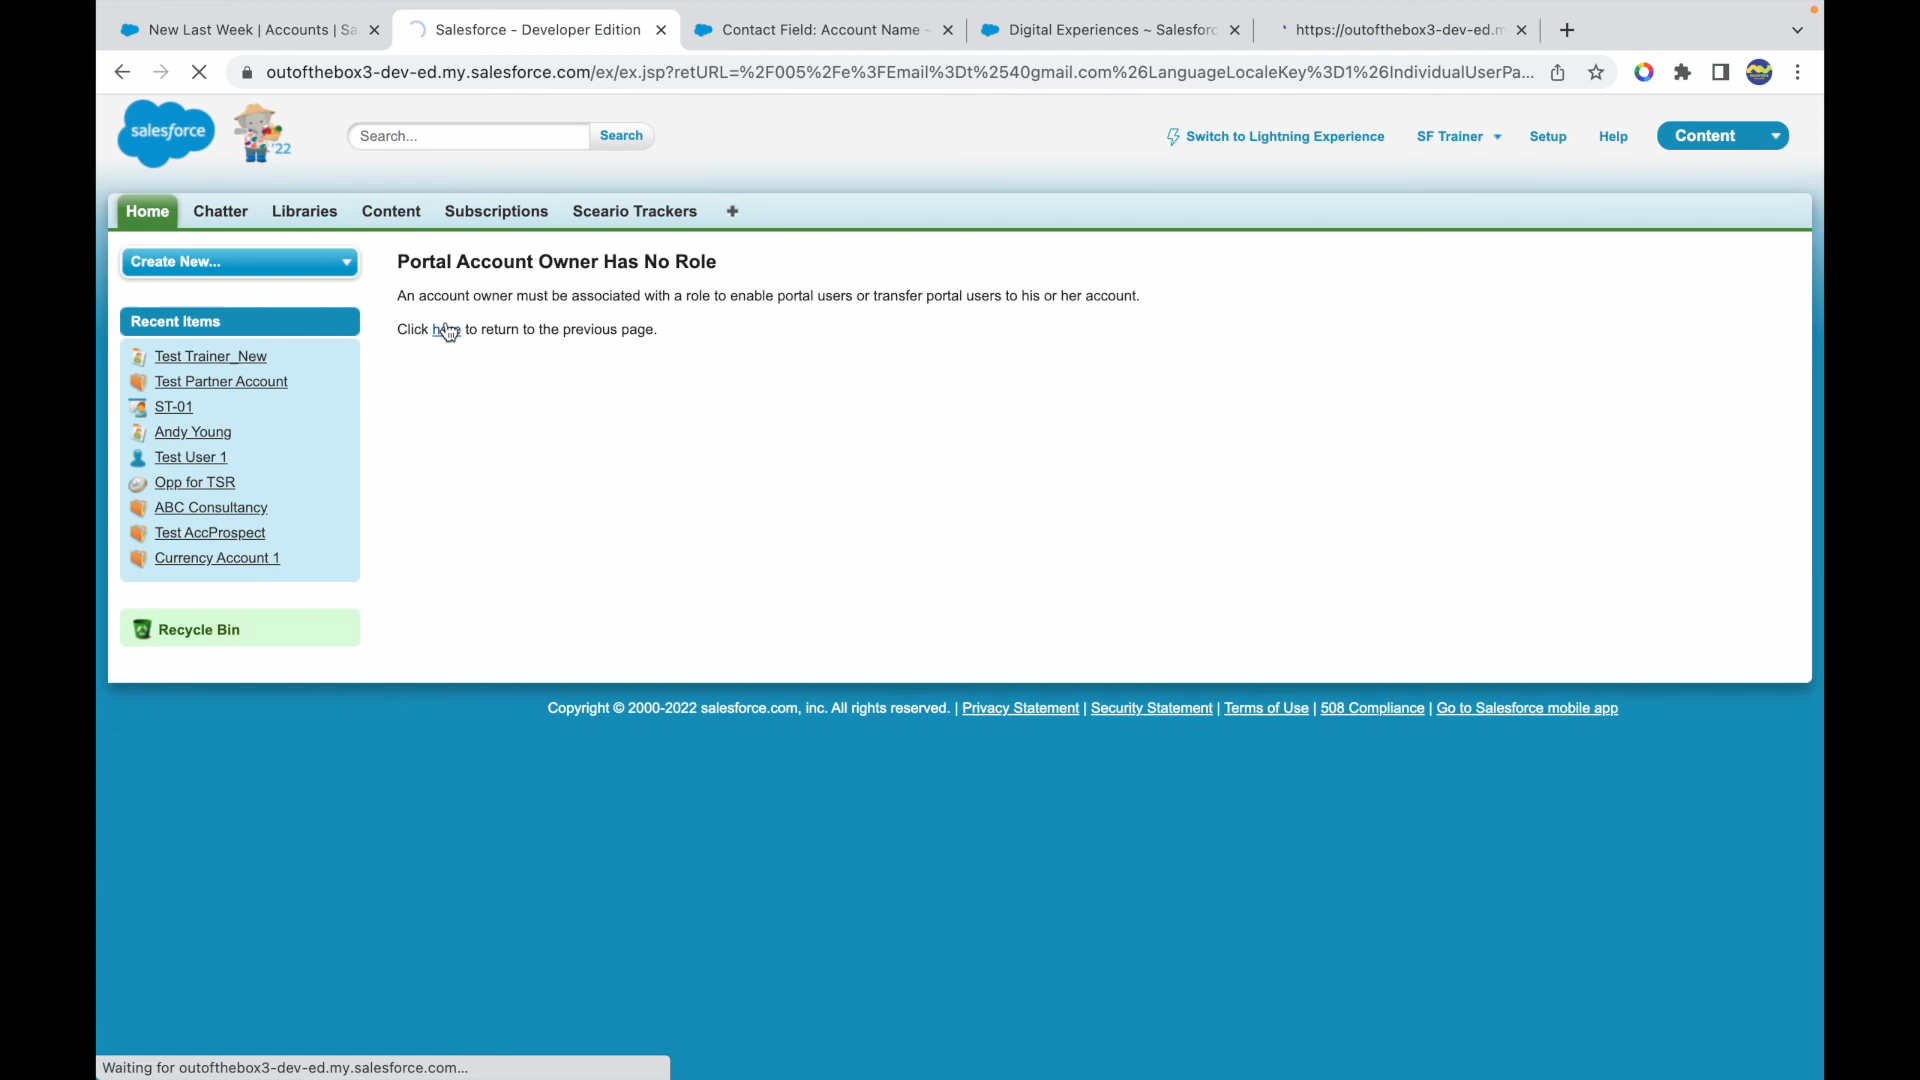 New Last Week | Accounts | Sa
Salesforce - Developer Edition
Contact Field: Account Name ~
Digital Experiences ~ Salesforc
https://outofthebox3-dev-ed.m
outofthebox3-dev-ed.my.salesforce.com/ex/ex.jsp?retURL=%2F005%2Fe%3FEmail%3Dt%2540gmail.com%26LanguageLocaleKey%3D1%26IndividualUserPa...
salesforce
'22
Search...
Search
Switch to Lightning Experience
SF Trainer
Setup
Help
Content
Home
Chatter
Libraries
Content
Subscriptions
Sceario Trackers
Create New...
Recent Items
Test Trainer_New
Test Partner Account
ST-01
Andy Young
Test User 1
Opp for TSR
ABC Consultancy
Test AccProspect
Currency Account 1
Recycle Bin
Portal Account Owner Has No Role
An account owner must be associated with a role to enable portal users or transfer portal users to his or her account.
Click here to return to the previous page.
Copyright © 2000-2022 salesforce.com, inc. All rights reserved. | Privacy Statement | Security Statement | Terms of Use | 508 Compliance | Go to Salesforce mobile app
Waiting for outofthebox3-dev-ed.my.salesforce.com...